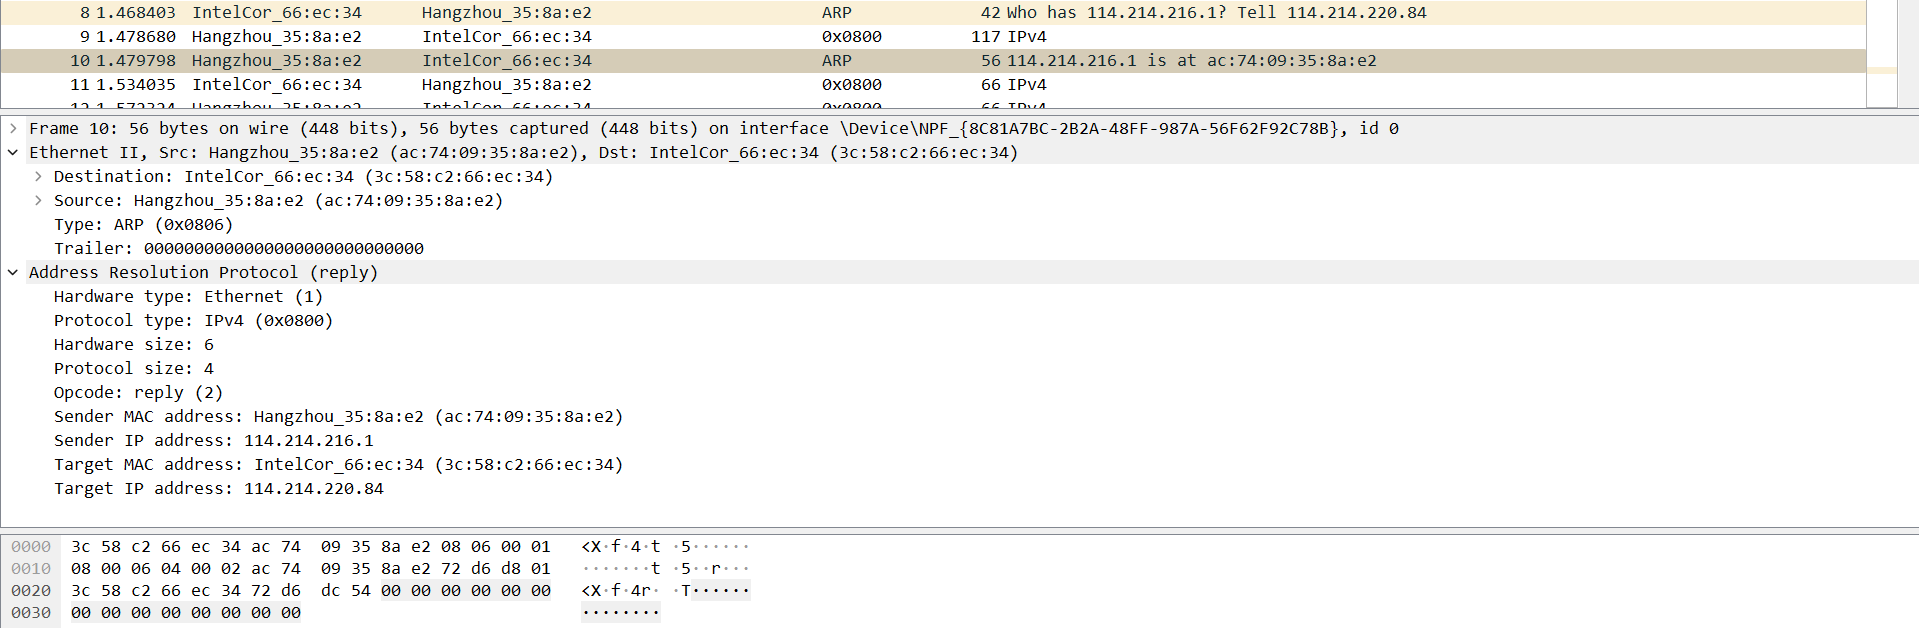 8 1.468403 IntelCor_66:ec:34 Hangzhou_35:8a:e2 ARP 42 Who has 114.214.216.1? Tell 114.214.220.84
9 1.478680 Hangzhou_35:8a:e2 IntelCor_66:ec:34 0x0800 117 IPv4
10 1.479798 Hangzhou_35:8a:e2 IntelCor_66:ec:34 ARP 56 114.214.216.1 is at ac:74:09:35:8a:e2
11 1.534035 IntelCor_66:ec:34 Hangzhou_35:8a:e2 0x0800 66 IPv4
12 1.572324 Hangzhou_35:8a:e2 IntelCor_66:ec:34 0x0800 66 IPv4
Frame 10: 56 bytes on wire (448 bits), 56 bytes captured (448 bits) on interface \Device\NPF_{8C81A7BC-2B2A-48FF-987A-56F62F92C78B}, id 0
Ethernet II, Src: Hangzhou_35:8a:e2 (ac:74:09:35:8a:e2), Dst: IntelCor_66:ec:34 (3c:58:c2:66:ec:34)
Destination: IntelCor_66:ec:34 (3c:58:c2:66:ec:34)
Source: Hangzhou_35:8a:e2 (ac:74:09:35:8a:e2)
Type: ARP (0x0806)
Trailer: 0000000000000000000000000000
Address Resolution Protocol (reply)
Hardware type: Ethernet (1)
Protocol type: IPv4 (0x0800)
Hardware size: 6
Protocol size: 4
Opcode: reply (2)
Sender MAC address: Hangzhou_35:8a:e2 (ac:74:09:35:8a:e2)
Sender IP address: 114.214.216.1
Target MAC address: IntelCor_66:ec:34 (3c:58:c2:66:ec:34)
Target IP address: 114.214.220.84
0000 3c 58 c2 66 ec 34 ac 74 09 35 8a e2 08 06 00 01 <X·f·4·t ·5······
0010 08 00 06 04 00 02 ac 74 09 35 8a e2 72 d6 d8 01 ·······t ·5··r···
0020 3c 58 c2 66 ec 34 72 d6 dc 54 00 00 00 00 00 00 <X·f·4r· ·T······
0030 00 00 00 00 00 00 00 00 ········